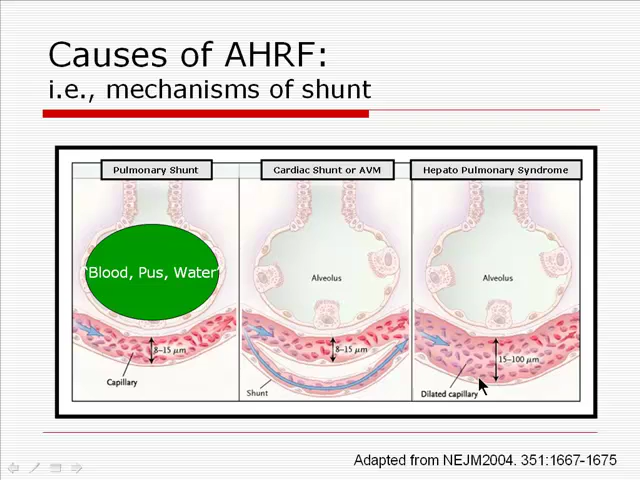 Causes of AHRF:
i.e., mechanisms of shunt
Pulmonary Shunt
Cardiac Shunt or AVM
Hepato Pulmonary Syndrome
"Blood, Pus, Water"
Alveolus
Alveolus
8–15 μm
8–15 μm
15–100 μm
Capillary
Shunt
Dilated capillary
Adapted from NEJM2004. 351:1667-1675